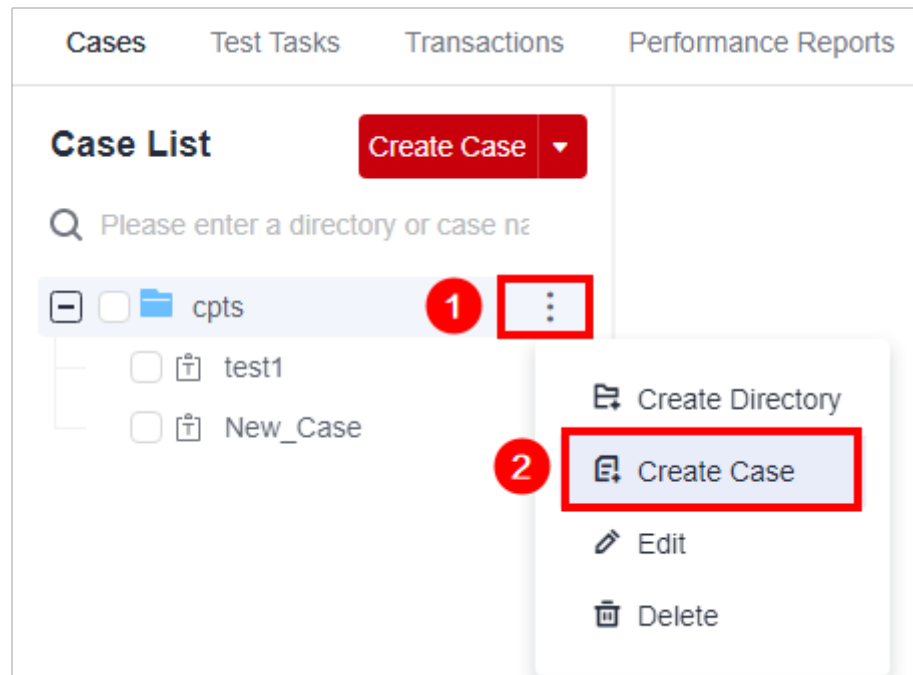 Cases Test Tasks Transactions Performance Reports
Case List
Create Case
Please enter a directory or case na
cpts
1
test1
New_Case
Create Directory
2
Create Case
Edit
Delete